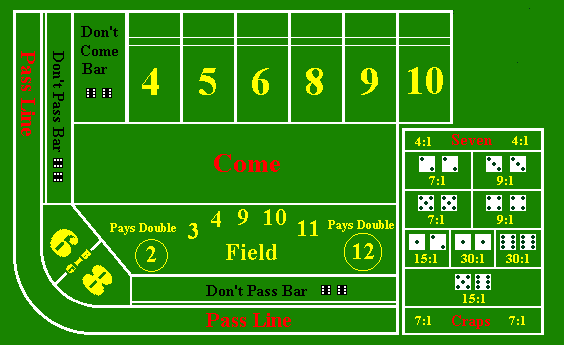 Pass Line
Don't Pass Bar
Don't
Come
Bar
4 5 6 8 9 10
Come
Pays Double
2
3 4 9 10 11
Field
Pays Double
12
6 8
BIG
Don't Pass Bar
Pass Line
4:1 Seven 4:1
7:1 9:1
7:1 9:1
15:1 30:1 30:1
15:1
7:1 Craps 7:1